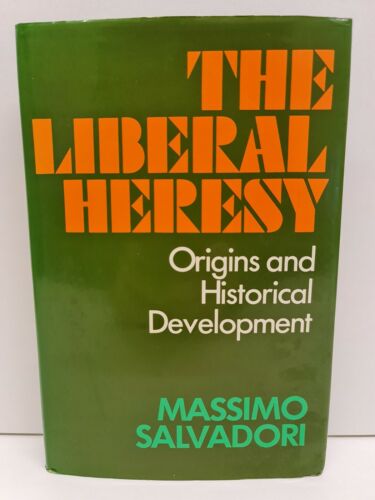 THE
LIBERAL
HERESY
Origins and
Historical
Development
MASSIMO
SALVADORI